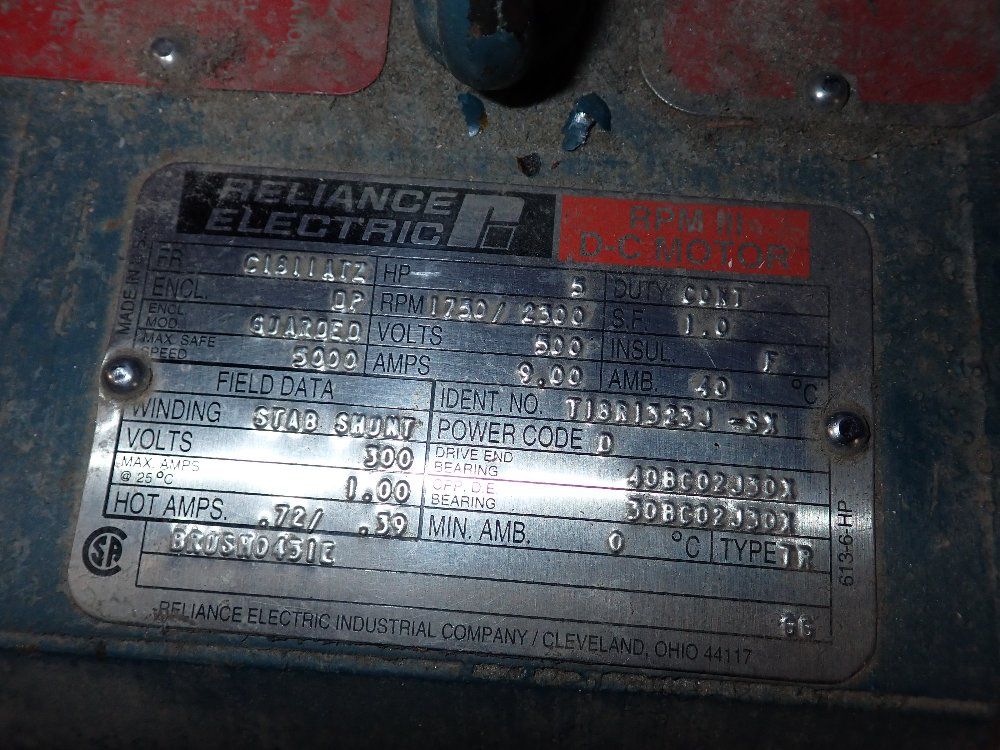 RELIANCE
ELECTRIC
RPM III
D-C MOTOR
MADE IN U.S.A.
FR. C1811ATZ HP 5 DUTY CONT
ENCL. DP RPM 1750/ 2300 S.F. 1.0
ENCL. MOD. GUARDED VOLTS 500 INSUL. F
MAX. SAFE SPEED 5000 AMPS 9.00 AMB. 40 °C
FIELD DATA IDENT. NO. T18R1323J -SX
WINDING STAB SHUNT POWER CODE D
VOLTS 300 DRIVE END BEARING 40BC02J30X
MAX. AMPS @ 25 °C 1.00 OPP. D.E. BEARING 30BC02J30X
HOT AMPS. .72/ .39 MIN. AMB. 0 °C TYPE TR
BRUSH0431E
GG
613-6-HP
RELIANCE ELECTRIC INDUSTRIAL COMPANY / CLEVELAND, OHIO 44117